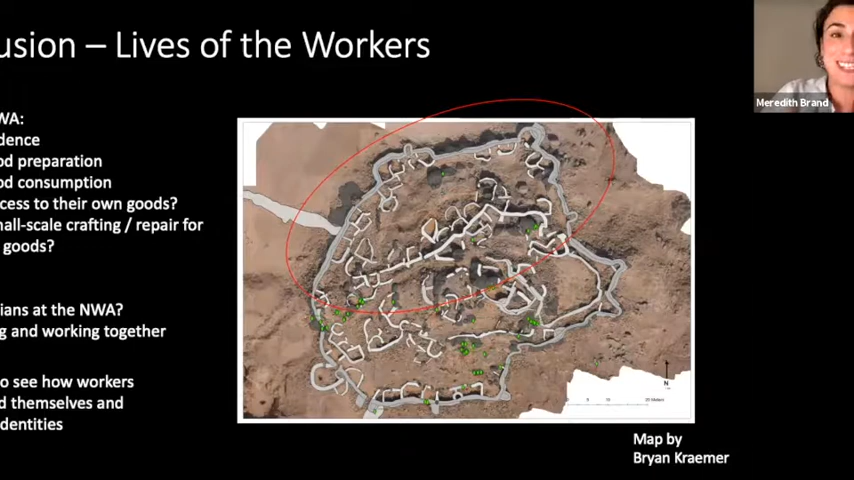 usion – Lives of the Workers
Meredith Brand
WA:
dence
od preparation
od consumption
cess to their own goods?
nall-scale crafting / repair for
goods?
ians at the NWA?
g and working together
o see how workers
d themselves and
dentities
N
Map by
Bryan Kraemer